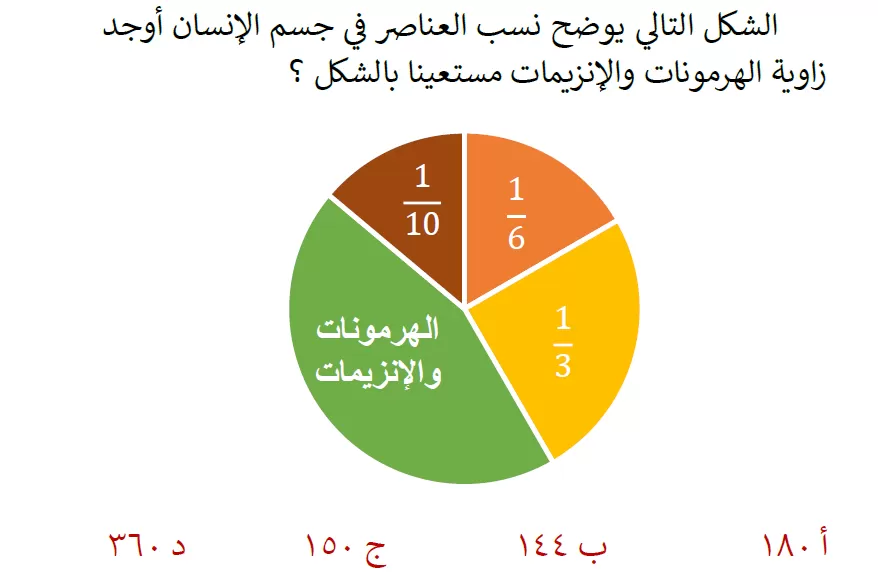 الشكل التالي يوضح نسب العناصر في جسم الإنسان أوجد
زاوية الهرمونات والإنزيمات مستعينا بالشكل ؟
1/10
1/6
1/3
الهرمونات
والإنزيمات
أ ١٨٠ ب ١٤٤ ج ١٥٠ د ٣٦٠